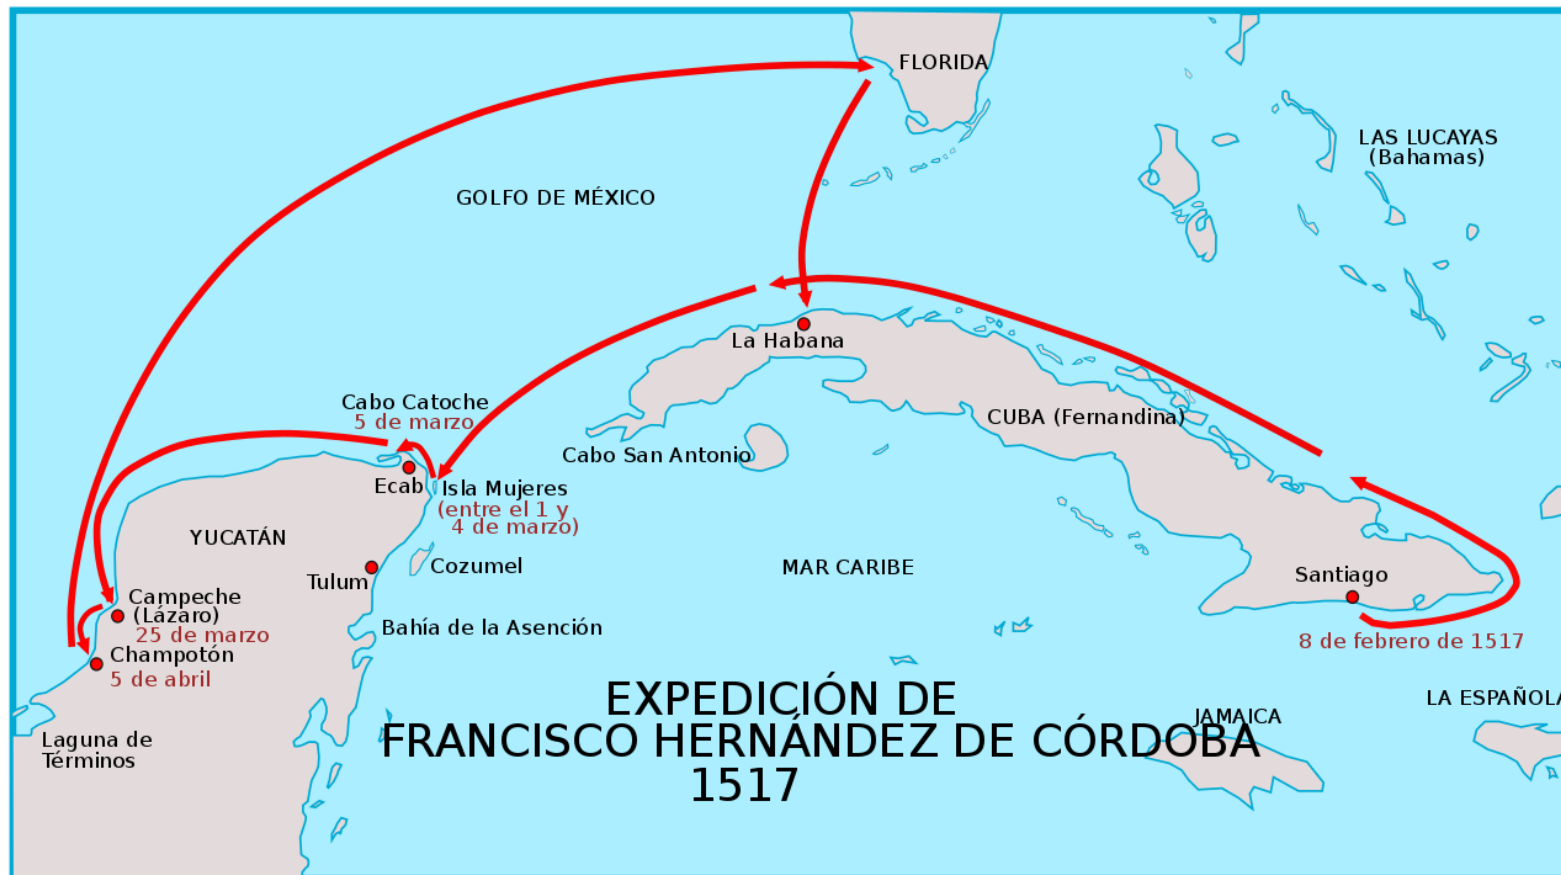 FLORIDA
LAS LUCAYAS
(Bahamas)
GOLFO DE MÉXICO
La Habana
Cabo Catoche
5 de marzo
CUBA (Fernandina)
Cabo San Antonio
Ecab
Isla Mujeres
(entre el 1 y
4 de marzo)
YUCATÁN
Cozumel
MAR CARIBE
Tulum
Santiago
Campeche
(Lázaro)
25 de marzo
Bahía de la Asención
8 de febrero de 1517
Champotón
5 de abril
EXPEDICIÓN DE
FRANCISCO HERNÁNDEZ DE CÓRDOBA
1517
JAMAICA
LA ESPAÑOLA
Laguna de
Términos